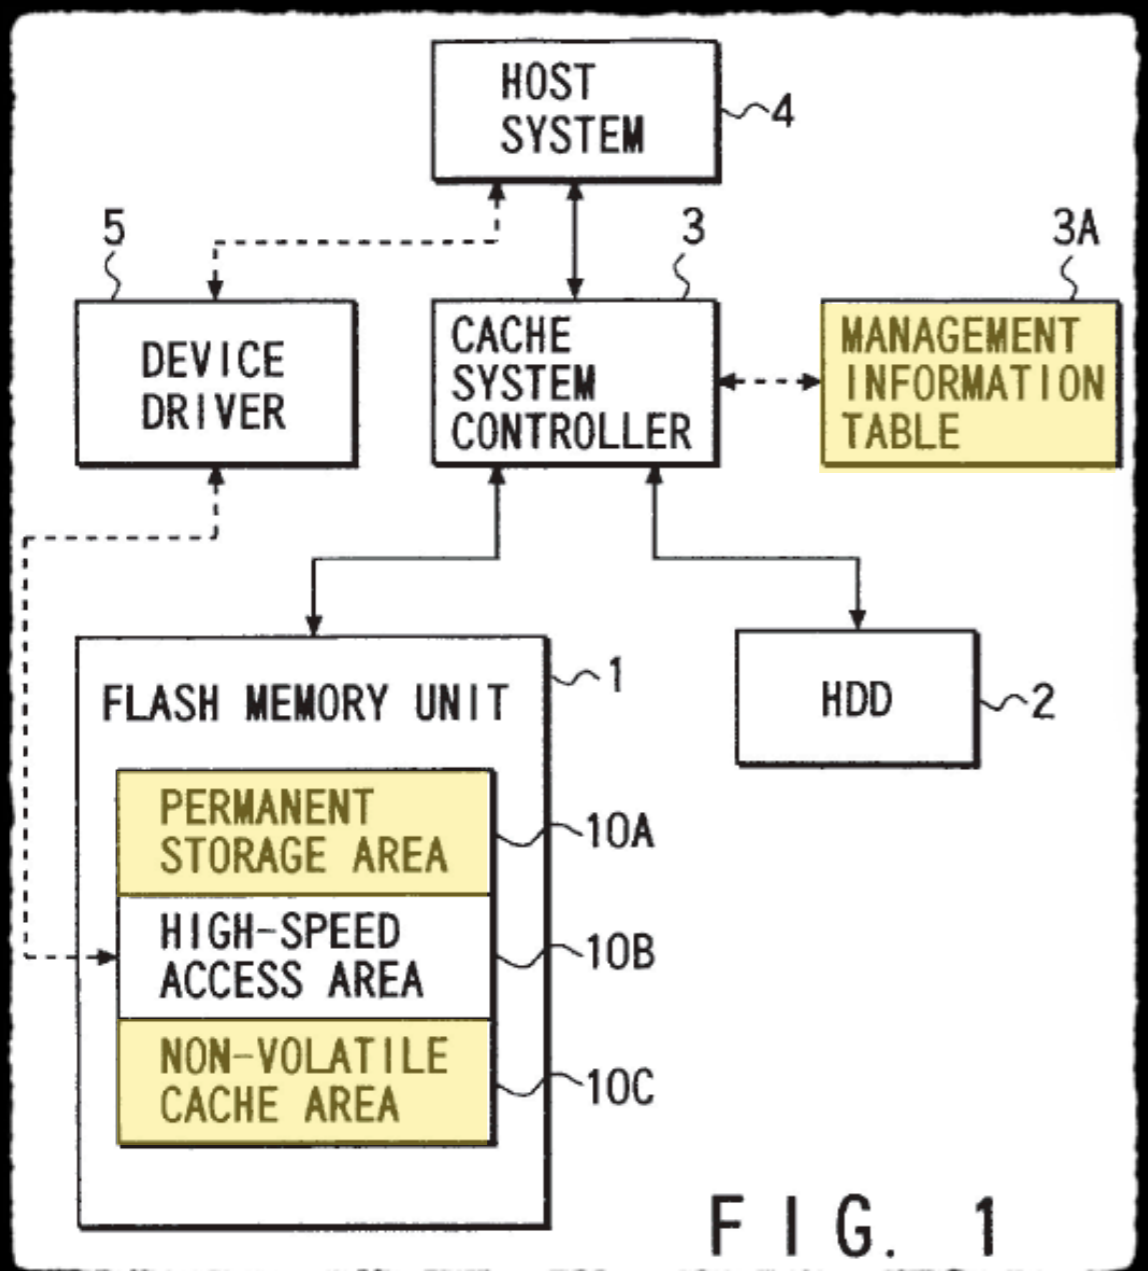 HOST
SYSTEM
4
5
3
3A
DEVICE
DRIVER
CACHE
SYSTEM
CONTROLLER
MANAGEMENT
INFORMATION
TABLE
FLASH MEMORY UNIT
1
HDD
2
PERMANENT
STORAGE AREA
10A
HIGH-SPEED
ACCESS AREA
10B
NON-VOLATILE
CACHE AREA
10C
FIG. 1